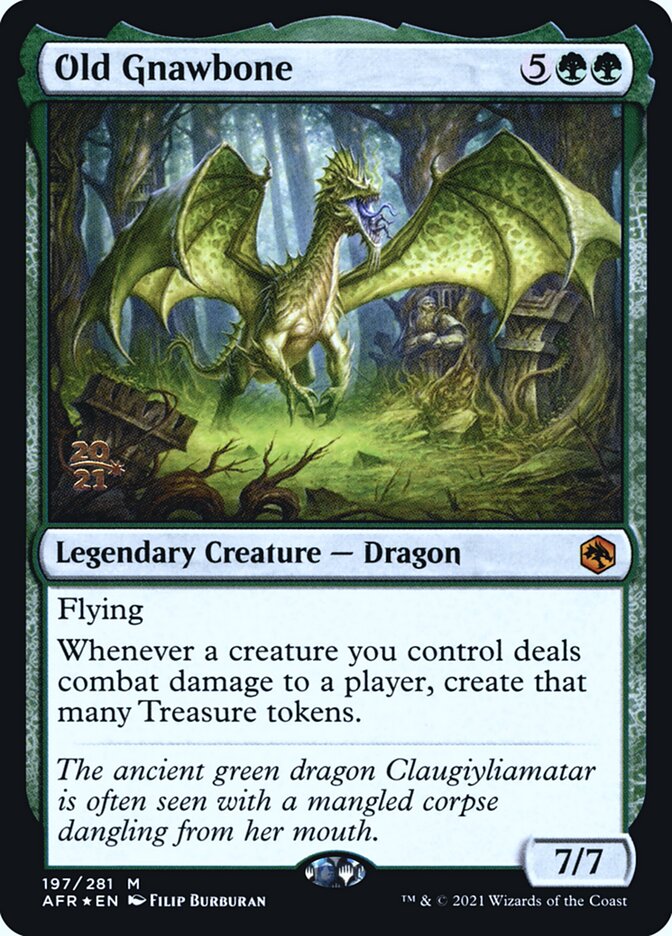 Old Gnawbone
5
20
21
Legendary Creature — Dragon
Flying
Whenever a creature you control deals
combat damage to a player, create that
many Treasure tokens.
The ancient green dragon Claugiyliamatar
is often seen with a mangled corpse
dangling from her mouth.
7/7
197/281 M
AFR★EN Filip Burburan
™ & © 2021 Wizards of the Coast